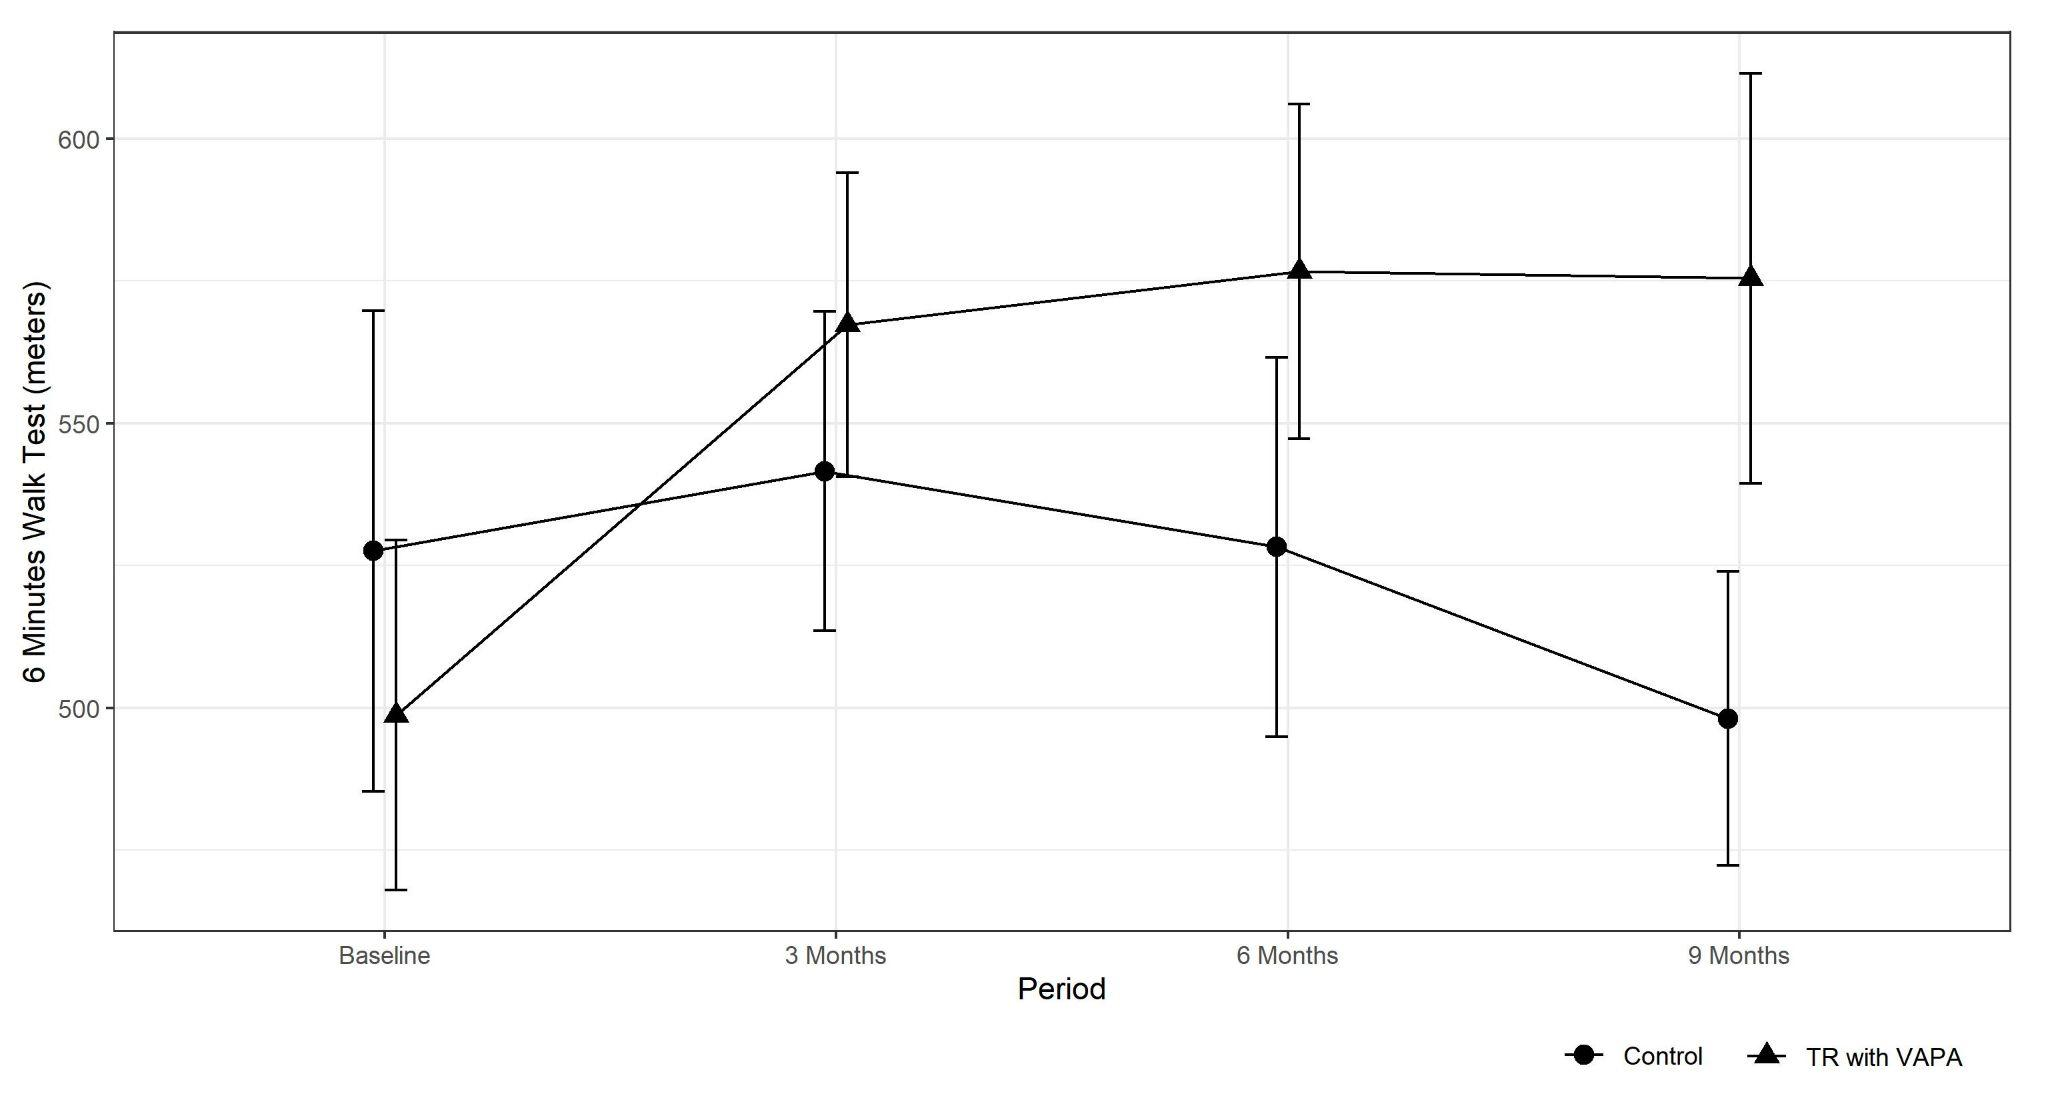 6 Minutes Walk Test (meters)
600
550
500
Baseline 3 Months 6 Months 9 Months
Period
Control TR with VAPA